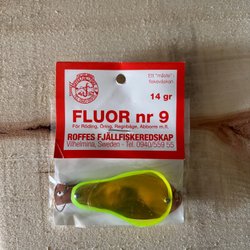 Ett "måste" i
fiskelådan
14 gr
FLUOR nr 9
För Röding, Öring, Regnbåge, Abborre m.fl.
ROFFES FJÄLLFISKEREDSKAP
Vilhelmina, Sweden - Tel. 0940/559 55